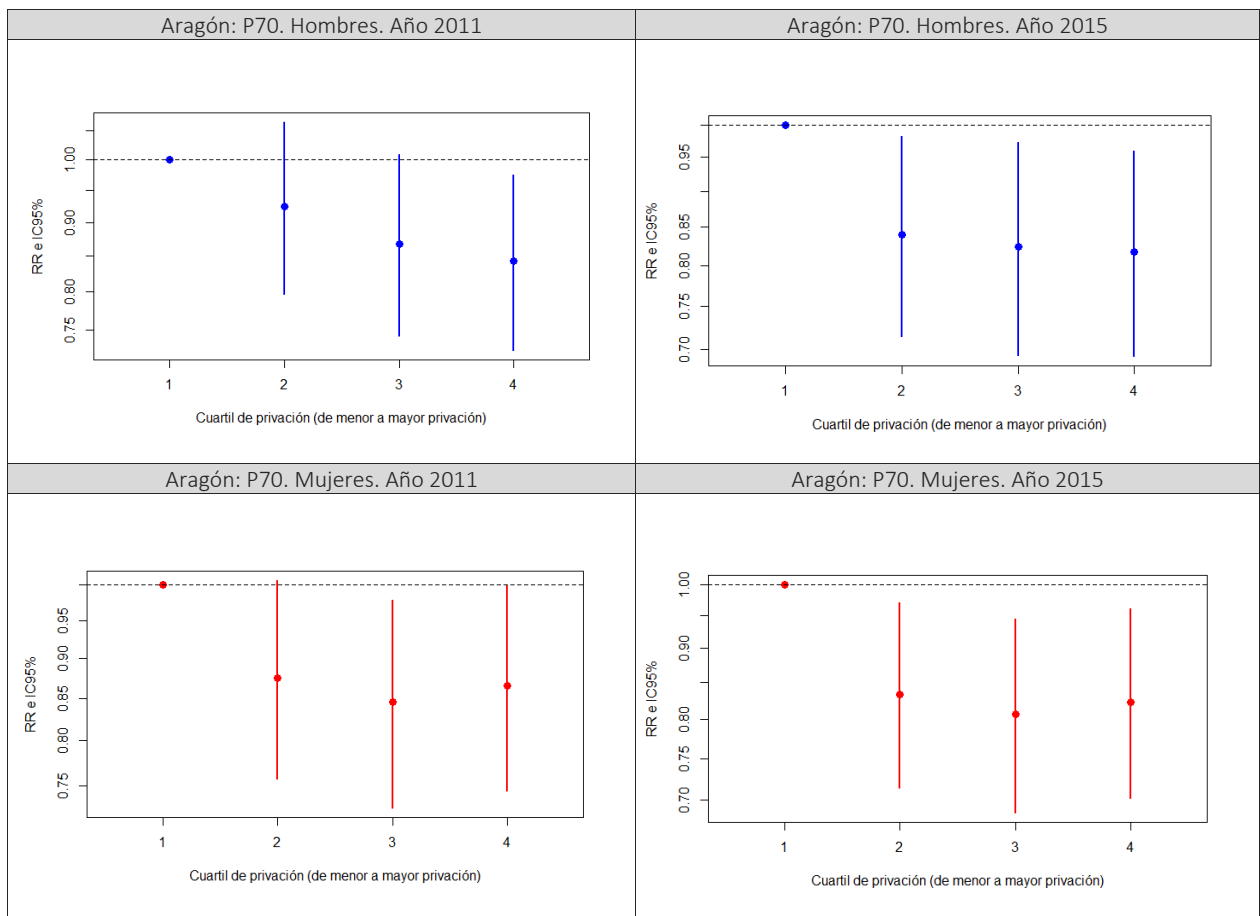 Aragón: P70. Hombres. Año 2011
RR e IC95%
1.00
0.90
0.80
0.75
1 2 3 4
Cuartil de privación (de menor a mayor privación)
Aragón: P70. Hombres. Año 2015
RR e IC95%
0.95
0.85
0.80
0.75
0.70
1 2 3 4
Cuartil de privación (de menor a mayor privación)
Aragón: P70. Mujeres. Año 2011
RR e IC95%
0.95
0.90
0.85
0.80
0.75
1 2 3 4
Cuartil de privación (de menor a mayor privación)
Aragón: P70. Mujeres. Año 2015
RR e IC95%
1.00
0.90
0.80
0.75
0.70
1 2 3 4
Cuartil de privación (de menor a mayor privación)